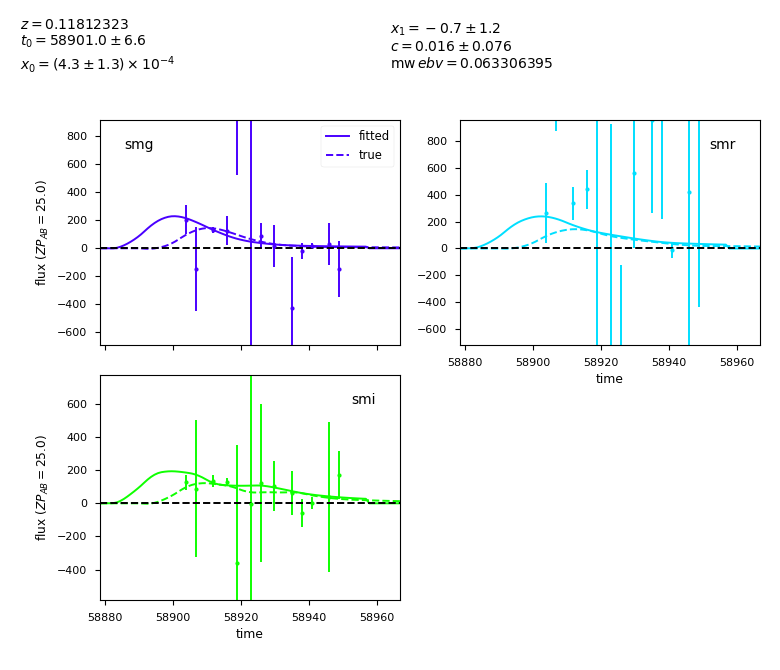 z = 0.11812323
t₀ = 58901.0 ± 6.6
x₀ = (4.3 ± 1.3) × 10⁻⁴
x₁ = −0.7 ± 1.2
c = 0.016 ± 0.076
mw ebv = 0.063306395
smg
fitted
true
800
600
400
200
0
−200
−400
−600
flux (ZP_AB = 25.0)
smr
800
600
400
200
0
−200
−400
−600
58880 58900 58920 58940 58960
time
smi
600
400
200
0
−200
−400
flux (ZP_AB = 25.0)
58880 58900 58920 58940 58960
time